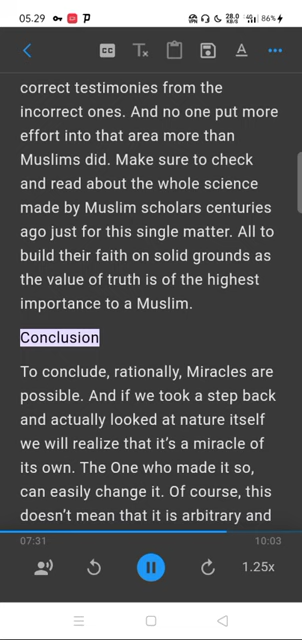 05.29
28.0 KB/S
4G
86%
CC
A
correct testimonies from the
incorrect ones. And no one put more
effort into that area more than
Muslims did. Make sure to check
and read about the whole science
made by Muslim scholars centuries
ago just for this single matter. All to
build their faith on solid grounds as
the value of truth is of the highest
importance to a Muslim.
Conclusion
To conclude, rationally, Miracles are
possible. And if we took a step back
and actually looked at nature itself
we will realize that it's a miracle of
its own. The One who made it so,
can easily change it. Of course, this
doesn't mean that it is arbitrary and
07:31
10:03
1.25x